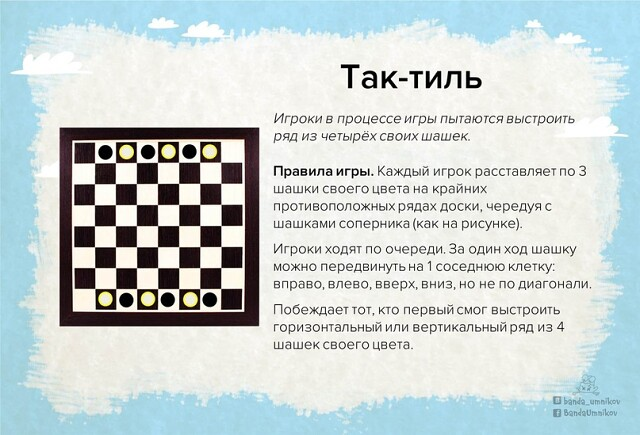 Так-тиль
Игроки в процессе игры пытаются выстроить
ряд из четырёх своих шашек.
Правила игры. Каждый игрок расставляет по 3
шашки своего цвета на крайних
противоположных рядах доски, чередуя с
шашками соперника (как на рисунке).
Игроки ходят по очереди. За один ход шашку
можно передвинуть на 1 соседнюю клетку:
вправо, влево, вверх, вниз, но не по диагонали.
Побеждает тот, кто первый смог выстроить
горизонтальный или вертикальный ряд из 4
шашек своего цвета.
banda_umnikov
BandaUmnikov